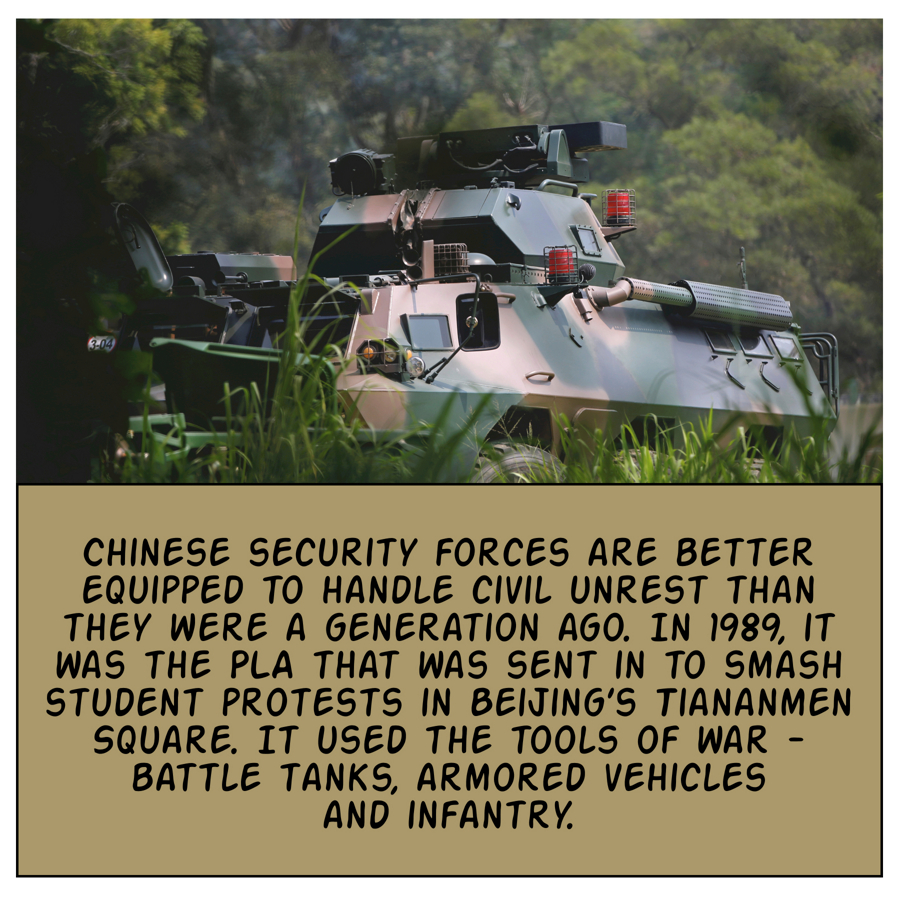 3-04
CHINESE SECURITY FORCES ARE BETTER
EQUIPPED TO HANDLE CIVIL UNREST THAN
THEY WERE A GENERATION AGO. IN 1989, IT
WAS THE PLA THAT WAS SENT IN TO SMASH
STUDENT PROTESTS IN BEIJING'S TIANANMEN
SQUARE. IT USED THE TOOLS OF WAR -
BATTLE TANKS, ARMORED VEHICLES
AND INFANTRY.